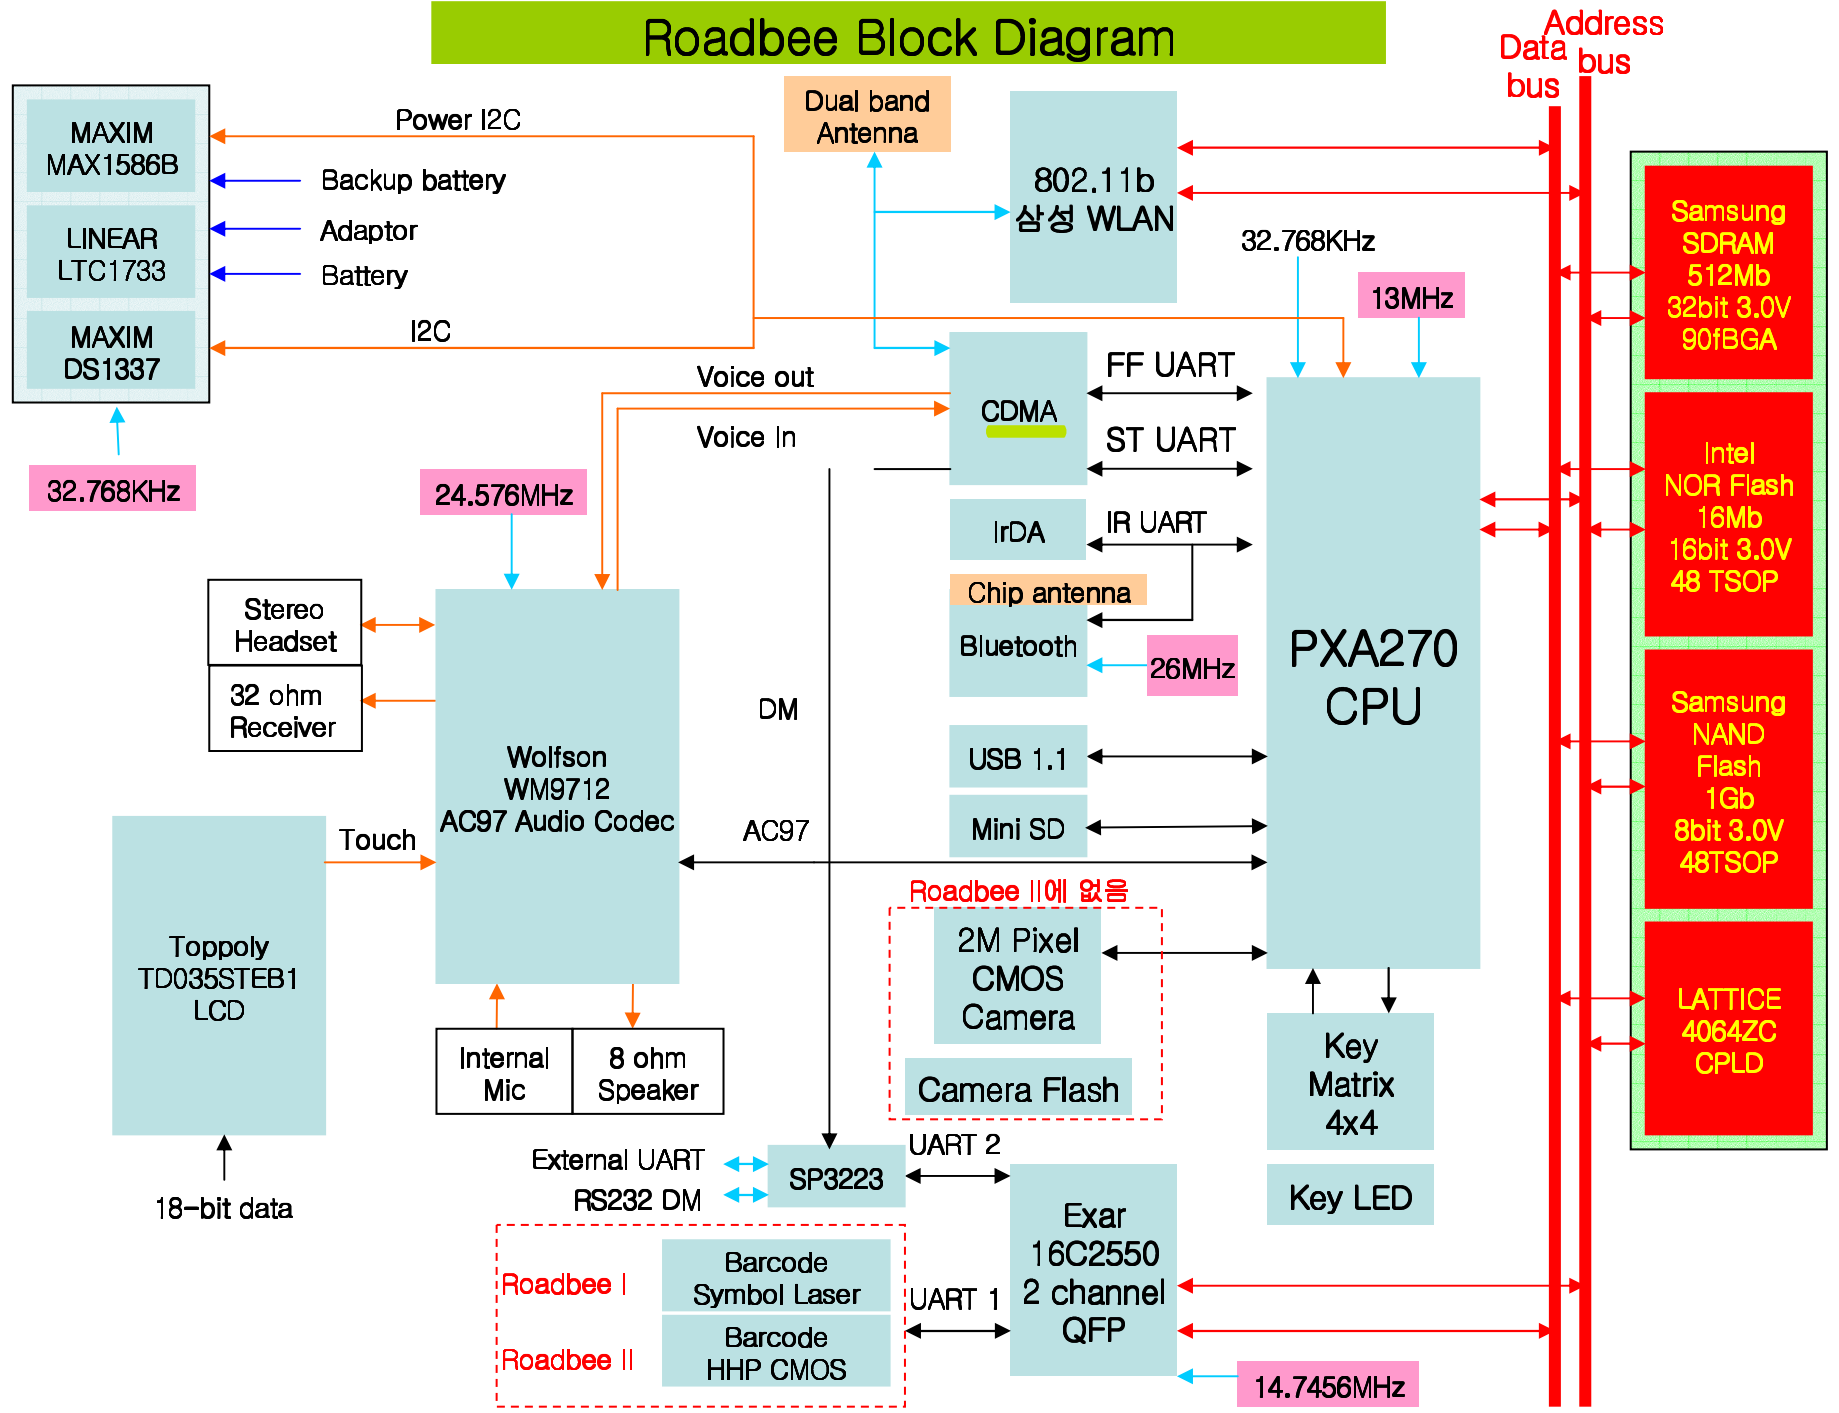 Roadbee Block Diagram
Address
bus
Data
bus
MAXIM
MAX1586B
LINEAR
LTC1733
MAXIM
DS1337
Power I2C
Backup battery
Adaptor
Battery
I2C
32.768KHz
Dual band
Antenna
802.11b
삼성 WLAN
32.768KHz
13MHz
Samsung
SDRAM
512Mb
32bit 3.0V
90fBGA
Voice out
Voice In
CDMA
FF UART
ST UART
24.576MHz
IrDA
IR UART
Chip antenna
Bluetooth
26MHz
PXA270
CPU
Intel
NOR Flash
16Mb
16bit 3.0V
48 TSOP
Stereo
Headset
32 ohm
Receiver
Wolfson
WM9712
AC97 Audio Codec
DM
AC97
USB 1.1
Mini SD
Samsung
NAND
Flash
1Gb
8bit 3.0V
48TSOP
Touch
Toppoly
TD035STEB1
LCD
18-bit data
Internal
Mic
8 ohm
Speaker
Roadbee II에 없음
2M Pixel
CMOS
Camera
Camera Flash
Key
Matrix
4x4
Key LED
LATTICE
4064ZC
CPLD
External UART
RS232 DM
SP3223
UART 2
Exar
16C2550
2 channel
QFP
Roadbee I
Barcode
Symbol Laser
UART 1
Roadbee II
Barcode
HHP CMOS
14.7456MHz